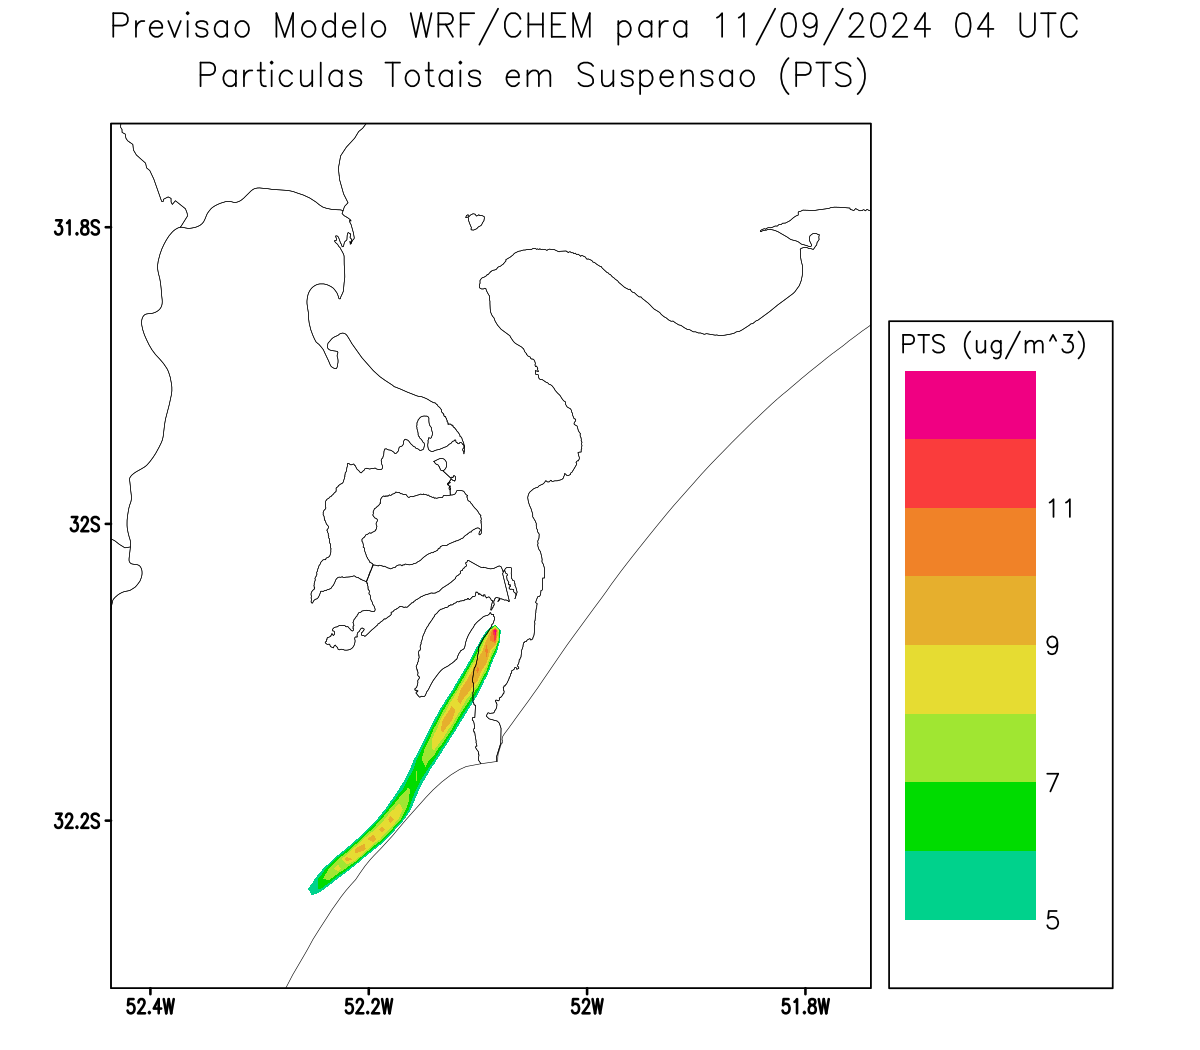 Previsao Modelo WRF/CHEM para 11/09/2024 04 UTC
Particulas Totais em Suspensao (PTS)
31.8S
32S
32.2S
52.4W
52.2W
52W
51.8W
PTS (ug/m^3)
11
9
7
5